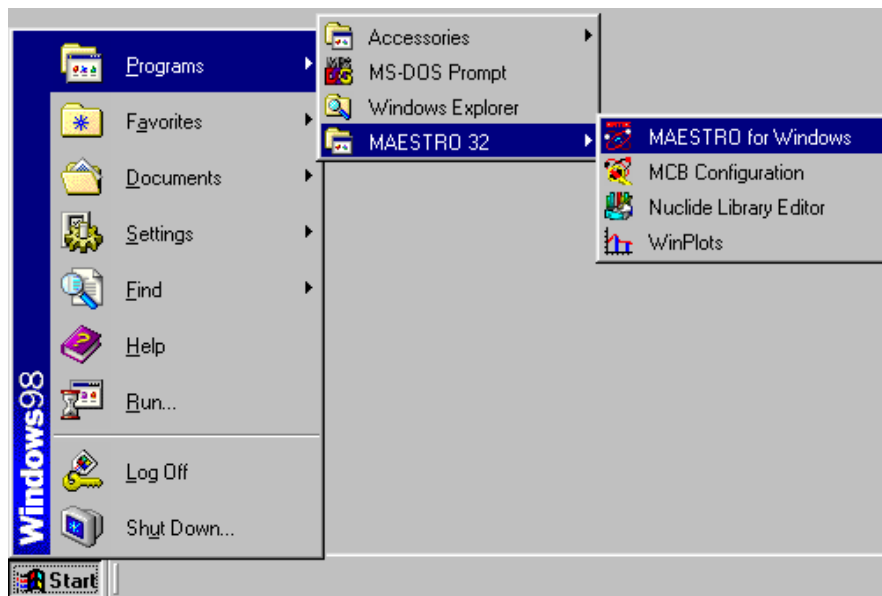 Programs
Favorites
Documents
Settings
Find
Help
Run...
Log Off
Shut Down...
Windows98
Start
Accessories
MS-DOS Prompt
Windows Explorer
MAESTRO 32
MAESTRO for Windows
MCB Configuration
Nuclide Library Editor
WinPlots